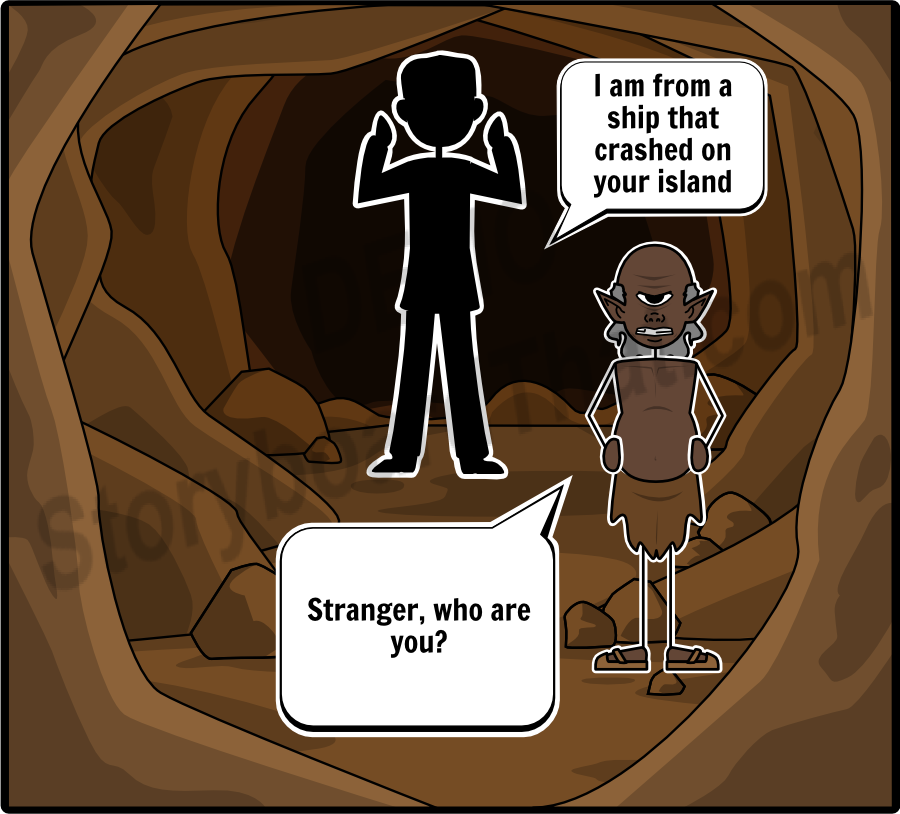 I am from a
ship that
crashed on
your island
Stranger, who are
you?